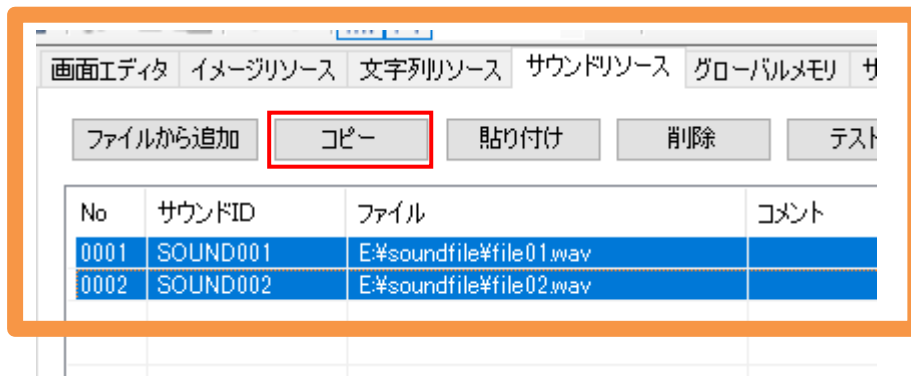 画面エディタ イメージリソース 文字列リソース サウンドリソース グローバルメモリ サ
ファイルから追加 コピー 貼り付け 削除 テスト
No サウンドID ファイル コメント
0001 SOUND001 E:¥soundfile¥file01.wav
0002 SOUND002 E:¥soundfile¥file02.wav